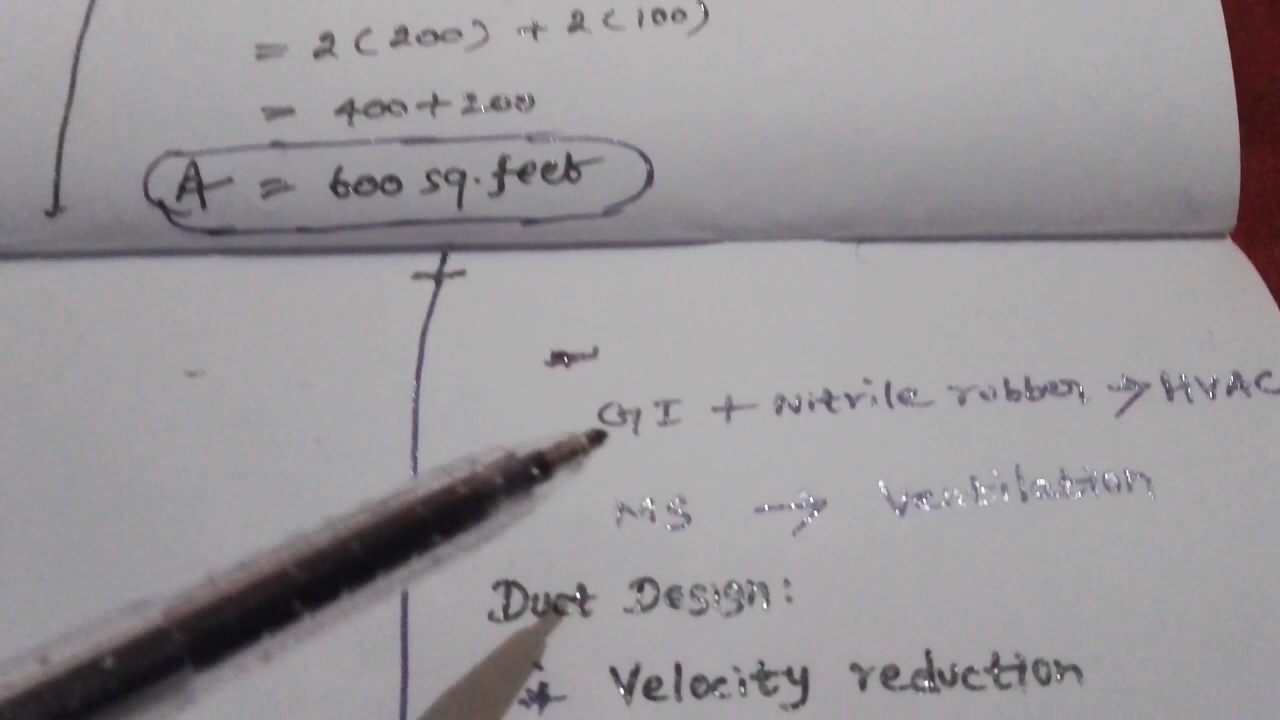 = 2(200) + 2(100)
= 400+200
A = 600 sq.feet
GI + Nitrile rubber → HVAC
MS → Ventilation
Duct Design:
* Velocity reduction